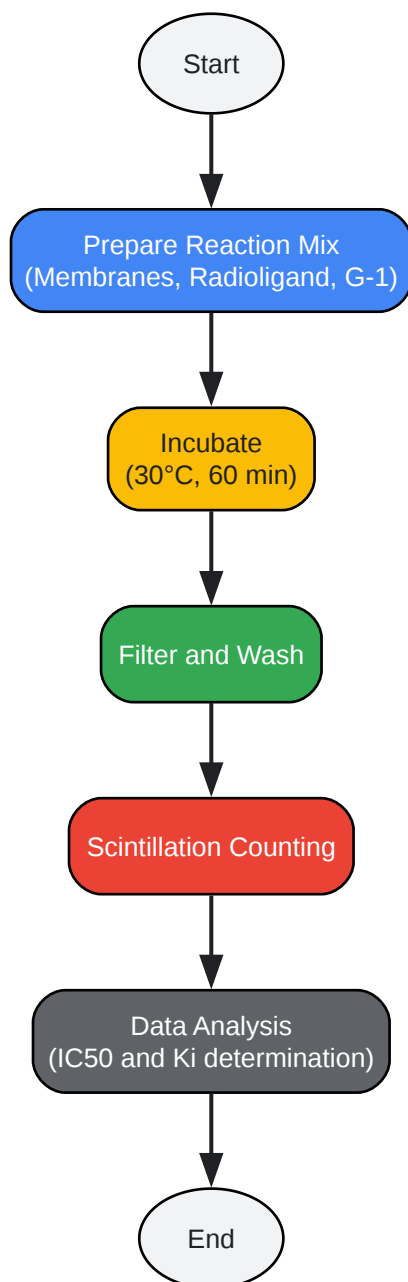 Start
Prepare Reaction Mix
(Membranes, Radioligand, G-1)
Incubate
(30°C, 60 min)
Filter and Wash
Scintillation Counting
Data Analysis
(IC50 and Ki determination)
End